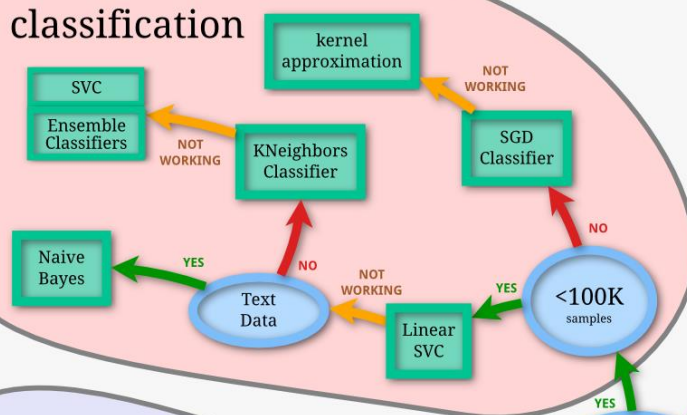 classification
kernel
approximation
NOT
WORKING
SVC
Ensemble
Classifiers
NOT
WORKING
KNeighbors
Classifier
SGD
Classifier
NO
Naive
Bayes
YES
NO
Text
Data
NOT
WORKING
Linear
SVC
YES
<100K
samples
YES